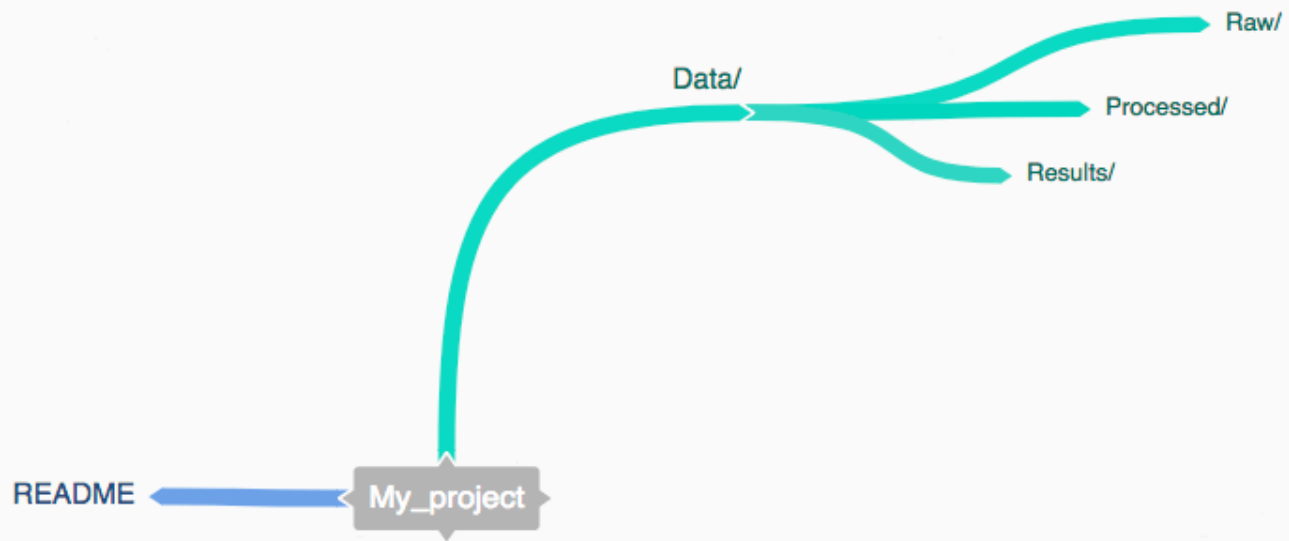 Raw/
Data/
Processed/
Results/
README
My_project